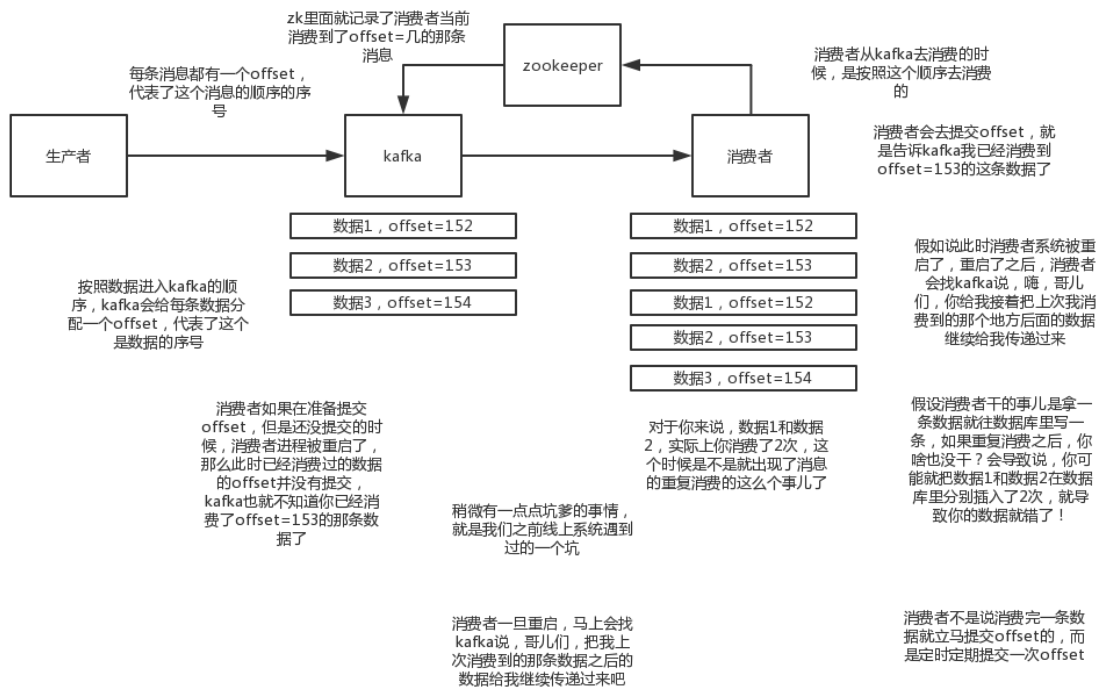 zk里面就记录了消费者当前
消费到了offset=几的那条
消息
zookeeper
消费者从kafka去消费的时
候，是按照这个顺序去消费
的
每条消息都有一个offset，
代表了这个消息的顺序的序
号
生产者
kafka
消费者
消费者会去提交offset，就
是告诉kafka我已经消费到
offset=153的这条数据了
数据1，offset=152
数据2，offset=153
数据3，offset=154
数据1，offset=152
数据2，offset=153
数据1，offset=152
数据2，offset=153
数据3，offset=154
假如说此时消费者系统被重
启了，重启了之后，消费者
会找kafka说，嗨，哥儿
们，你给我接着把上次我消
费到的那个地方后面的数据
继续给我传递过来
按照数据进入kafka的顺
序，kafka会给每条数据分
配一个offset，代表了这个
是数据的序号
消费者如果在准备提交
offset，但是还没提交的时
候，消费者进程被重启了，
那么此时已经消费过的数据
的offset并没有提交，
kafka也就不知道你已经消
费了offset=153的那条数
据了
对于你来说，数据1和数据
2，实际上你消费了2次，这
个时候是不是就出现了消息
的重复消费的这么个事儿了
假设消费者干的事儿是拿一
条数据就往数据库里写一
条，如果重复消费之后，你
啥也没干？会导致说，你可
能就把数据1和数据2在数据
库里分别插入了2次，就导
致你的数据就错了！
稍微有一点点坑爹的事情，
就是我们之前线上系统遇到
过的一个坑
消费者一旦重启，马上会找
kafka说，哥儿们，把我上
次消费到的那条数据之后的
数据给我继续传递过来吧
消费者不是说消费完一条数
据就立马提交offset的，而
是定时定期提交一次offset